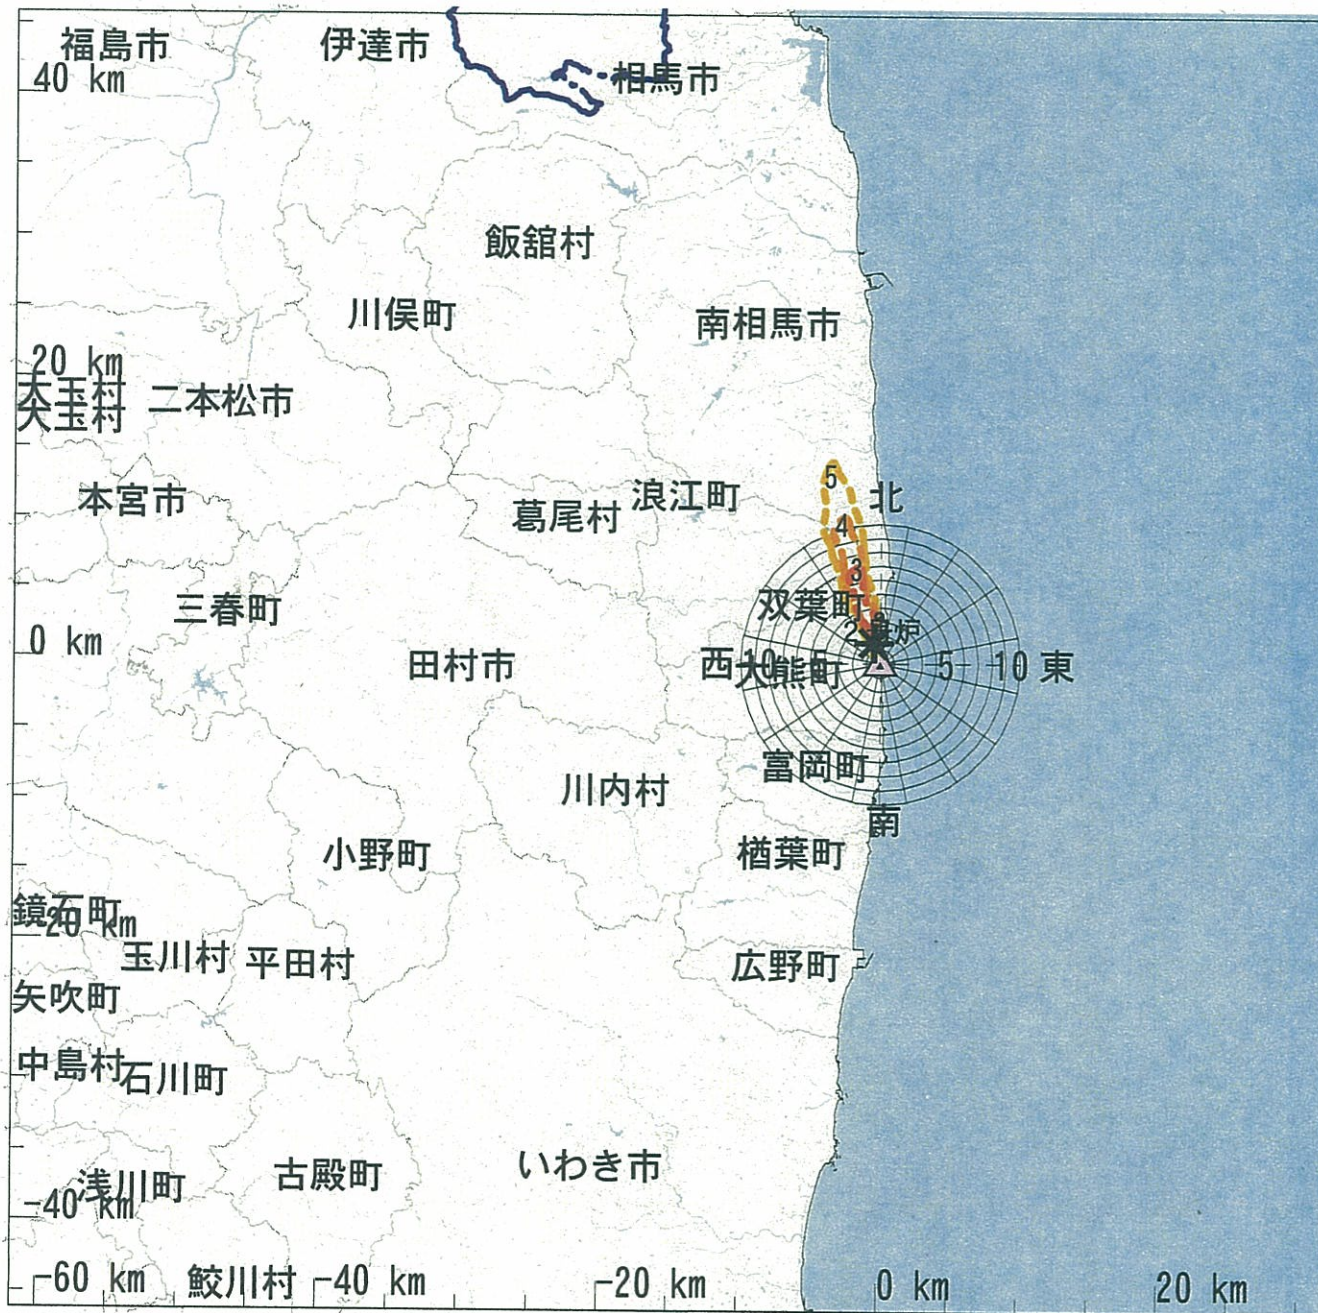 福島市
伊達市
40 km
相馬市
飯舘村
川俣町
南相馬市
20 km
大玉村
大玉村
二本松市
5
本宮市
葛尾村
浪江町
北
4
3
三春町
双葉町
2
炉
0 km
田村市
西
10
5
大熊町
5
10
東
富岡町
川内村
南
小野町
楢葉町
鏡石町
-20 km
玉川村
平田村
広野町
矢吹町
中島村
石川町
いわき市
浅川町
古殿町
-40 km
-60 km
鮫川村
-40 km
-20 km
0 km
20 km